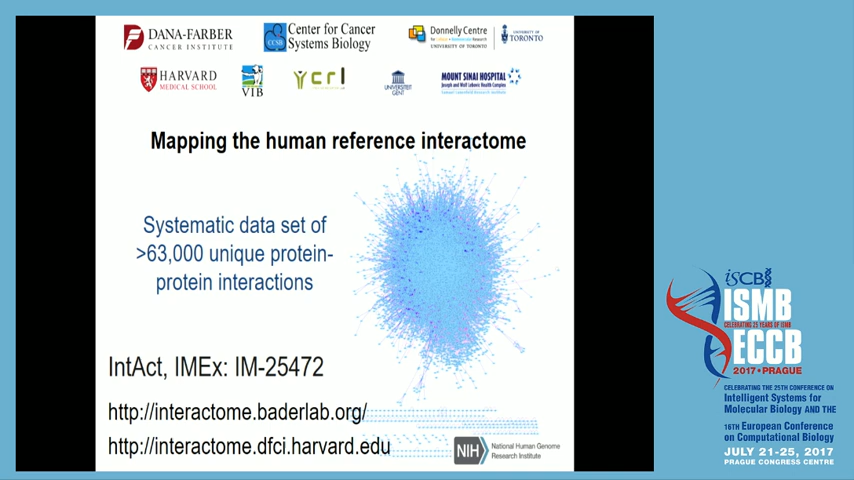 DANA-FARBER
CANCER INSTITUTE
CCSB
Center for Cancer
Systems Biology
Donnelly Centre
UNIVERSITY OF TORONTO
UNIVERSITY OF
TORONTO
HARVARD
MEDICAL SCHOOL
VIB
ycrl
UNIVERSITEIT
GENT
MOUNT SINAI HOSPITAL
Joseph and Wolf Lebovic Health Complex
Mapping the human reference interactome
Systematic data set of
>63,000 unique protein-
protein interactions
IntAct, IMEx: IM-25472
http://interactome.baderlab.org/
http://interactome.dfci.harvard.edu
NIH
National Human Genome
Research Institute
ISCB
ISMB
CELEBRATING 25 YEARS OF ISMB
ECCB
2017 • PRAGUE
CELEBRATING THE 25TH CONFERENCE ON
Intelligent Systems for
Molecular Biology AND THE
16TH European Conference
on Computational Biology
JULY 21-25, 2017
PRAGUE CONGRESS CENTRE